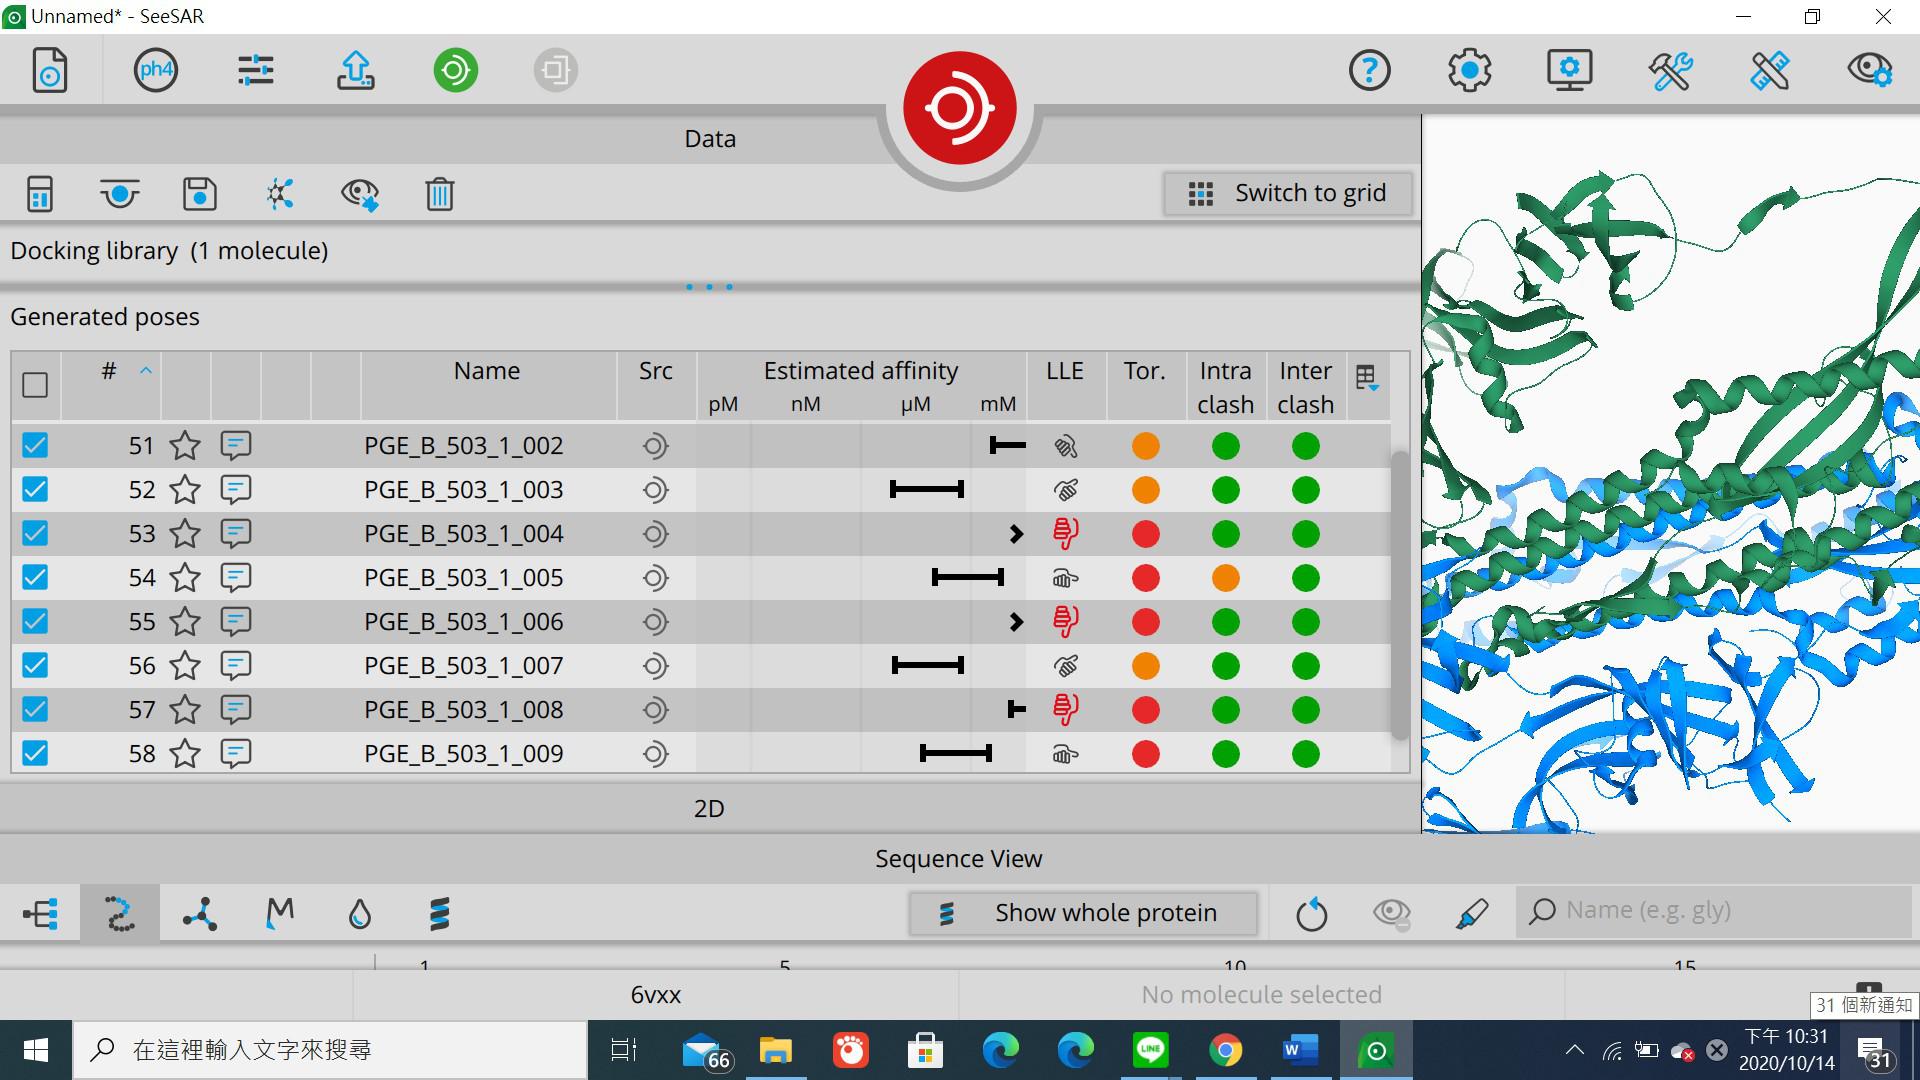 Unnamed* - SeeSAR
ph4
?
Data
Switch to grid
Docking library (1 molecule)
Generated poses
# Name Src Estimated affinity LLE Tor. Intra clash Inter clash
pM nM µM mM
51 PGE_B_503_1_002
52 PGE_B_503_1_003
53 PGE_B_503_1_004
54 PGE_B_503_1_005
55 PGE_B_503_1_006
56 PGE_B_503_1_007
57 PGE_B_503_1_008
58 PGE_B_503_1_009
2D
Sequence View
Show whole protein
Name (e.g. gly)
1 5 10 15
6vxx
No molecule selected
31 個新通知
在這裡輸入文字來搜尋
66
LINE
W
下午 10:31
2020/10/14
31